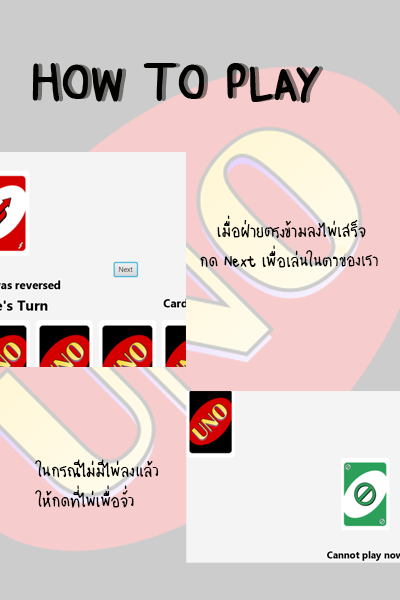 HOW TO PLAY
as reversed
e's Turn
Next
Card
UNO
UNO
UNO
UNO
เมื่อฝ่ายตรงข้ามลงไพ่เสร็จ
กด Next เพื่อเล่นในตาของเรา
UNO
ในกรณีไม่มีไพ่ลงแล้ว
ให้กดที่ไพ่เพื่อจั่ว
UNO
Cannot play now